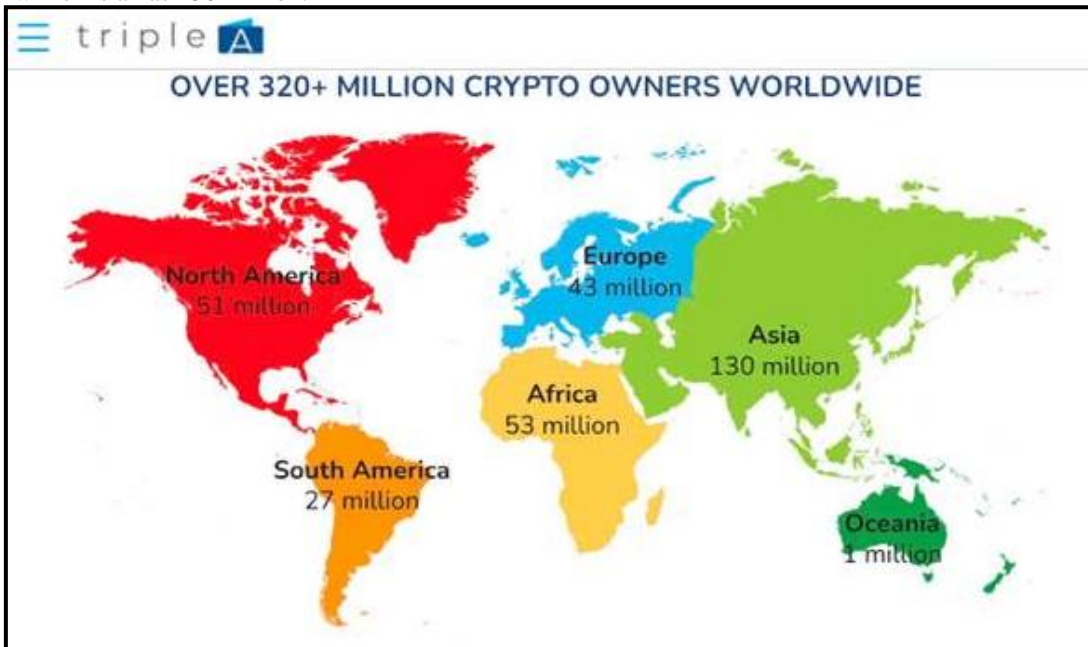 triple A
OVER 320+ MILLION CRYPTO OWNERS WORLDWIDE
North America
51 million
Europe
43 million
Asia
130 million
Africa
53 million
South America
27 million
Oceania
1 million